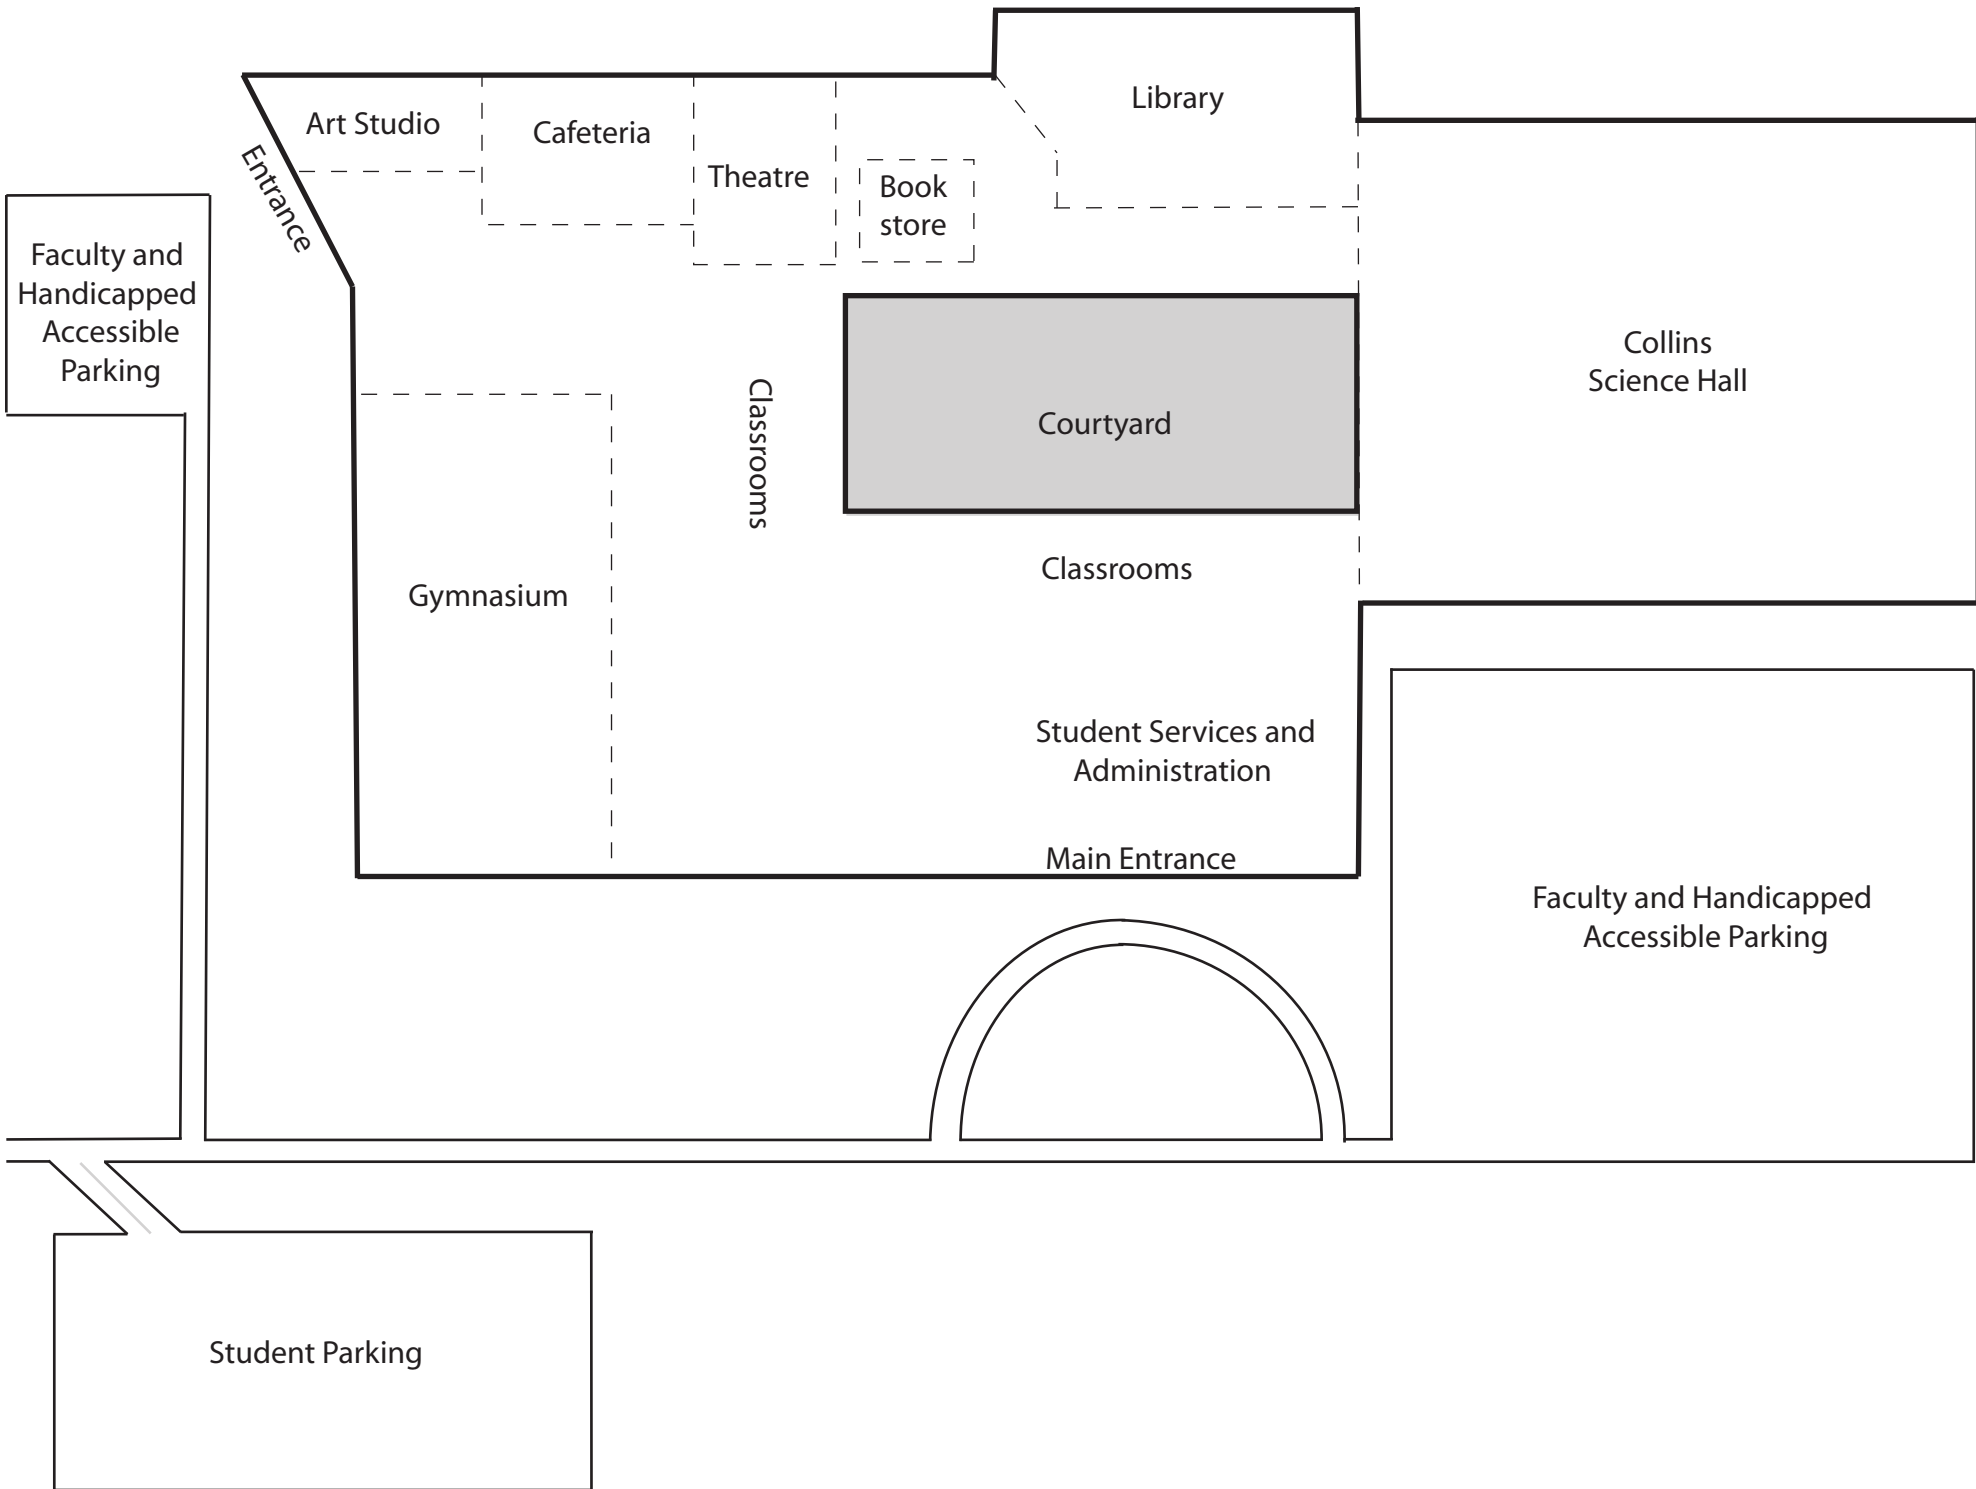 Library
Art Studio
Cafeteria
Theatre
Book
store
Entrance
Faculty and
Handicapped
Accessible
Parking
Collins
Science Hall
Courtyard
Classrooms
Classrooms
Gymnasium
Student Services and
Administration
Main Entrance
Faculty and Handicapped
Accessible Parking
Student Parking